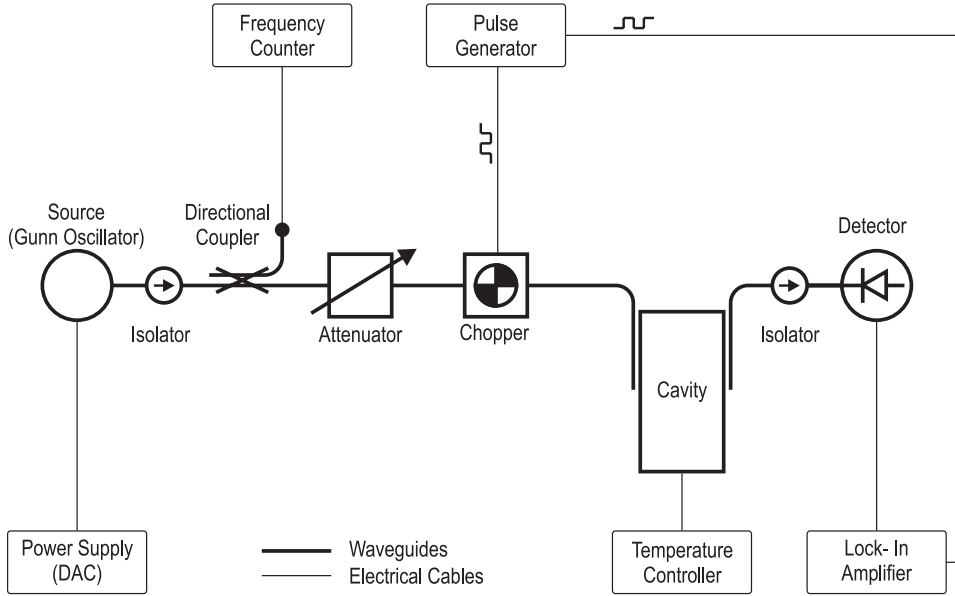 Frequency
Counter
Pulse
Generator
Source
(Gunn Oscillator)
Directional
Coupler
Detector
Isolator
Attenuator
Chopper
Isolator
Cavity
Power Supply
(DAC)
Waveguides
Electrical Cables
Temperature
Controller
Lock- In
Amplifier